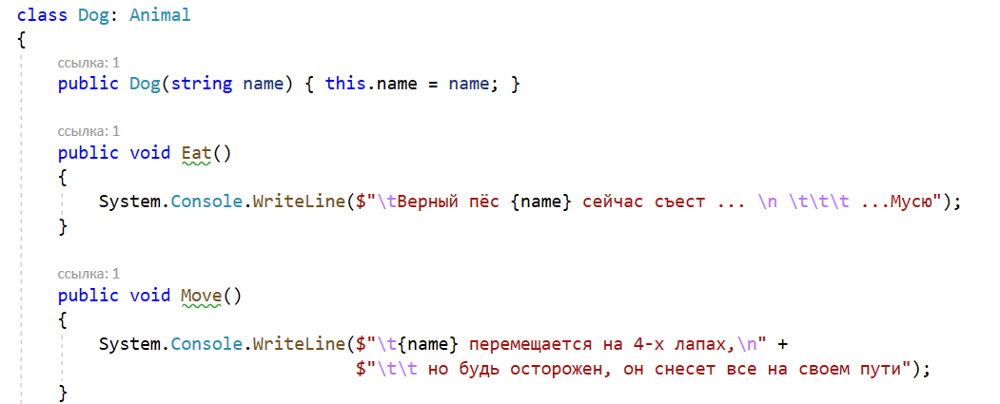 class Dog: Animal
{
ссылка: 1
public Dog(string name) { this.name = name; }
ссылка: 1
public void Eat()
{
System.Console.WriteLine($"\tВерный пёс {name} сейчас съест ... \n \t\t\t ...Мусю");
}
ссылка: 1
public void Move()
{
System.Console.WriteLine($"\t{name} перемещается на 4-х лапах,\n" +
$"\t\t но будь осторожен, он снесет все на своем пути");
}